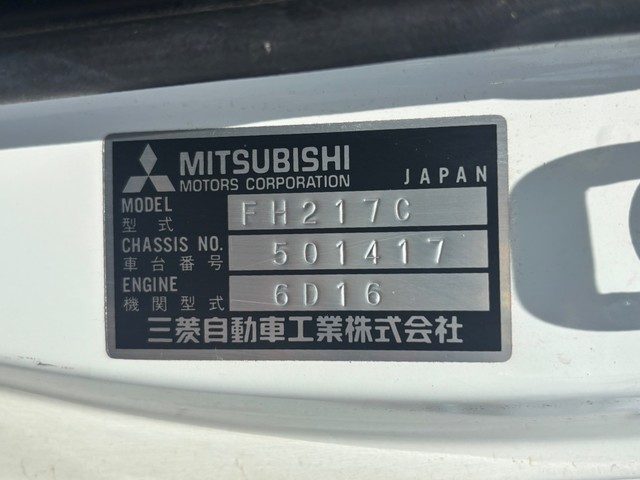 MITSUBISHI
MOTORS CORPORATION JAPAN
MODEL
型式 FH217C
CHASSIS NO.
車台番号 501417
ENGINE
機関型式 6D16
三菱自動車工業株式会社